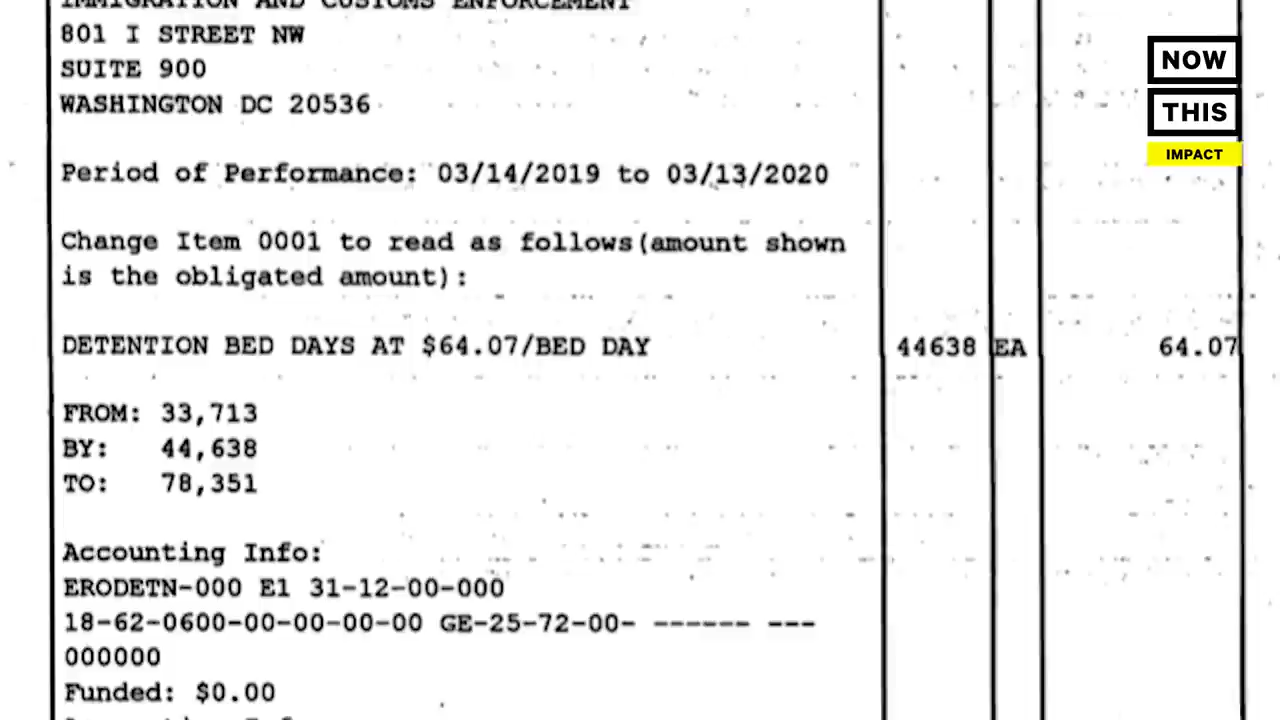 IMMIGRATION AND CUSTOMS ENFORCEMENT
801 I STREET NW
SUITE 900
WASHINGTON DC 20536
Period of Performance: 03/14/2019 to 03/13/2020
Change Item 0001 to read as follows(amount shown
is the obligated amount):
DETENTION BED DAYS AT $64.07/BED DAY 44638 EA 64.07
FROM: 33,713
BY: 44,638
TO: 78,351
Accounting Info:
ERODETN-000 E1 31-12-00-000
18-62-0600-00-00-00-00 GE-25-72-00- ------ ---
000000
Funded: $0.00
NOW
THIS
IMPACT